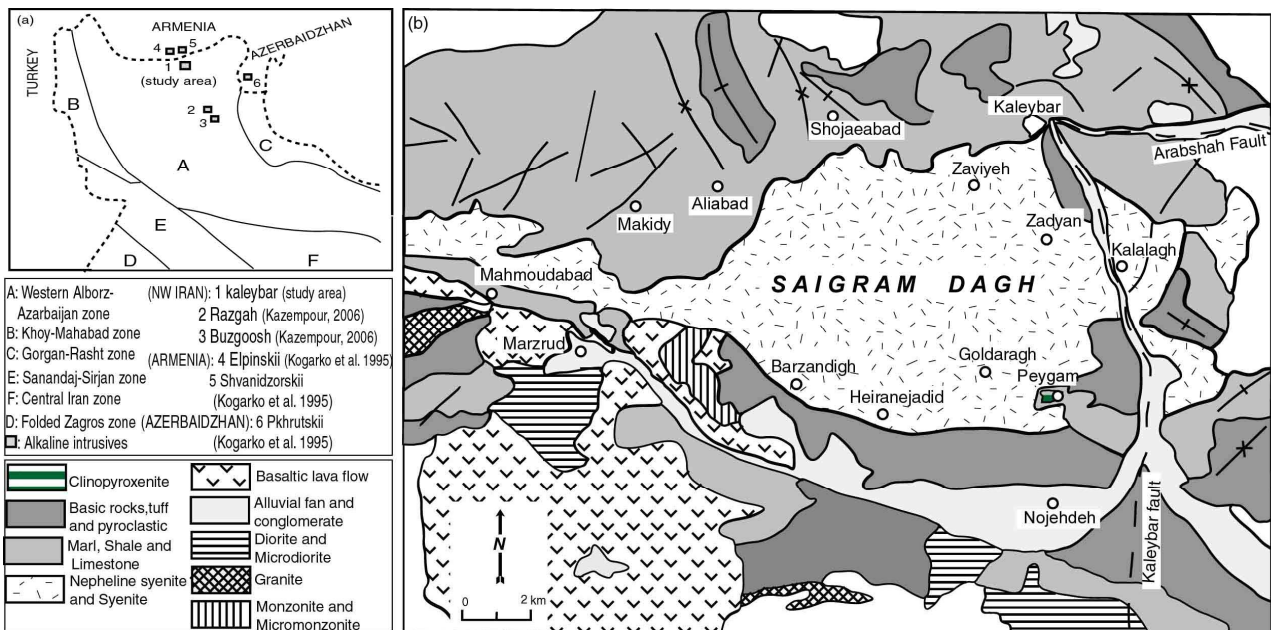 (a)
ARMENIA
AZERBAIDZHAN
TURKEY
4
5
1
(study area)
6
2
3
B
C
A
E
D
F
A: Western Alborz-
Azarbaijan zone
B: Khoy-Mahabad zone
C: Gorgan-Rasht zone
E: Sanandaj-Sirjan zone
F: Central Iran zone
D: Folded Zagros zone
: Alkaline intrusives
(NW IRAN): 1 kaleybar (study area)
2 Razgah (Kazempour, 2006)
3 Buzgoosh (Kazempour, 2006)
(ARMENIA): 4 Elpinskii (Kogarko et al. 1995)
5 Shvanidzorskii
(Kogarko et al. 1995)
(AZERBAIDZHAN): 6 Pkhrutskii
(Kogarko et al. 1995)
Clinopyroxenite
Basic rocks,tuff
and pyroclastic
Marl, Shale and
Limestone
Nepheline syenite
and Syenite
Basaltic lava flow
Alluvial fan and
conglomerate
Diorite and
Microdiorite
Granite
Monzonite and
Micromonzonite
(b)
Kaleybar
Shojaeabad
Arabshah Fault
Zaviyeh
Aliabad
Makidy
Zadyan
Kalalagh
Mahmoudabad
SAIGRAM DAGH
Marzrud
Goldaragh
Barzandigh
Peygam
Heiranejadid
Nojehdeh
Kaleybar fault
N
0 2 km